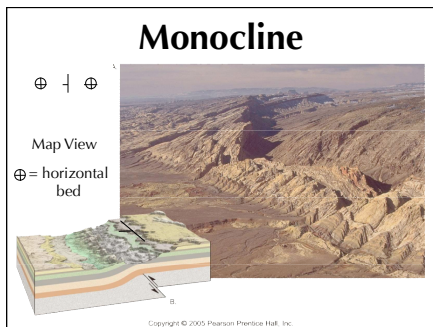 Monocline
A.
Map View
⊕ = horizontal
bed
B.
Copyright © 2005 Pearson Prentice Hall, Inc.